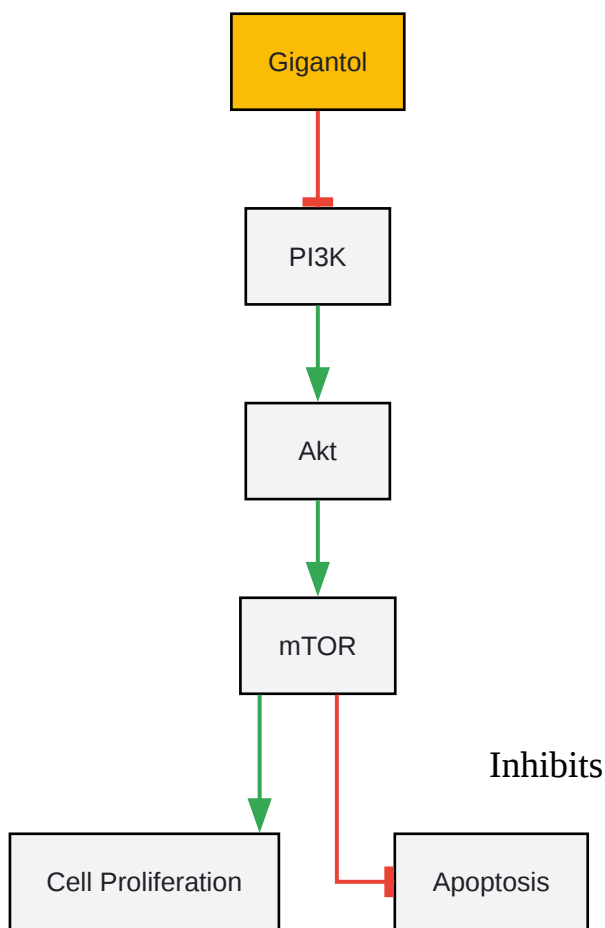 Gigantol
PI3K
Akt
mTOR
Inhibits
Cell Proliferation
Apoptosis